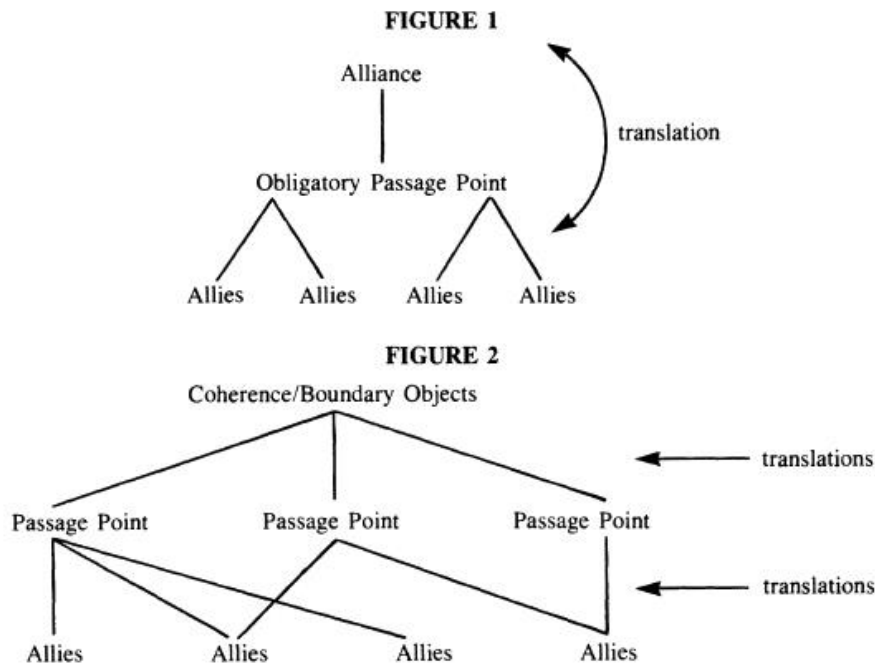 FIGURE 1
Alliance
translation
Obligatory Passage Point
Allies Allies Allies Allies
FIGURE 2
Coherence/Boundary Objects
translations
Passage Point Passage Point Passage Point
translations
Allies Allies Allies Allies